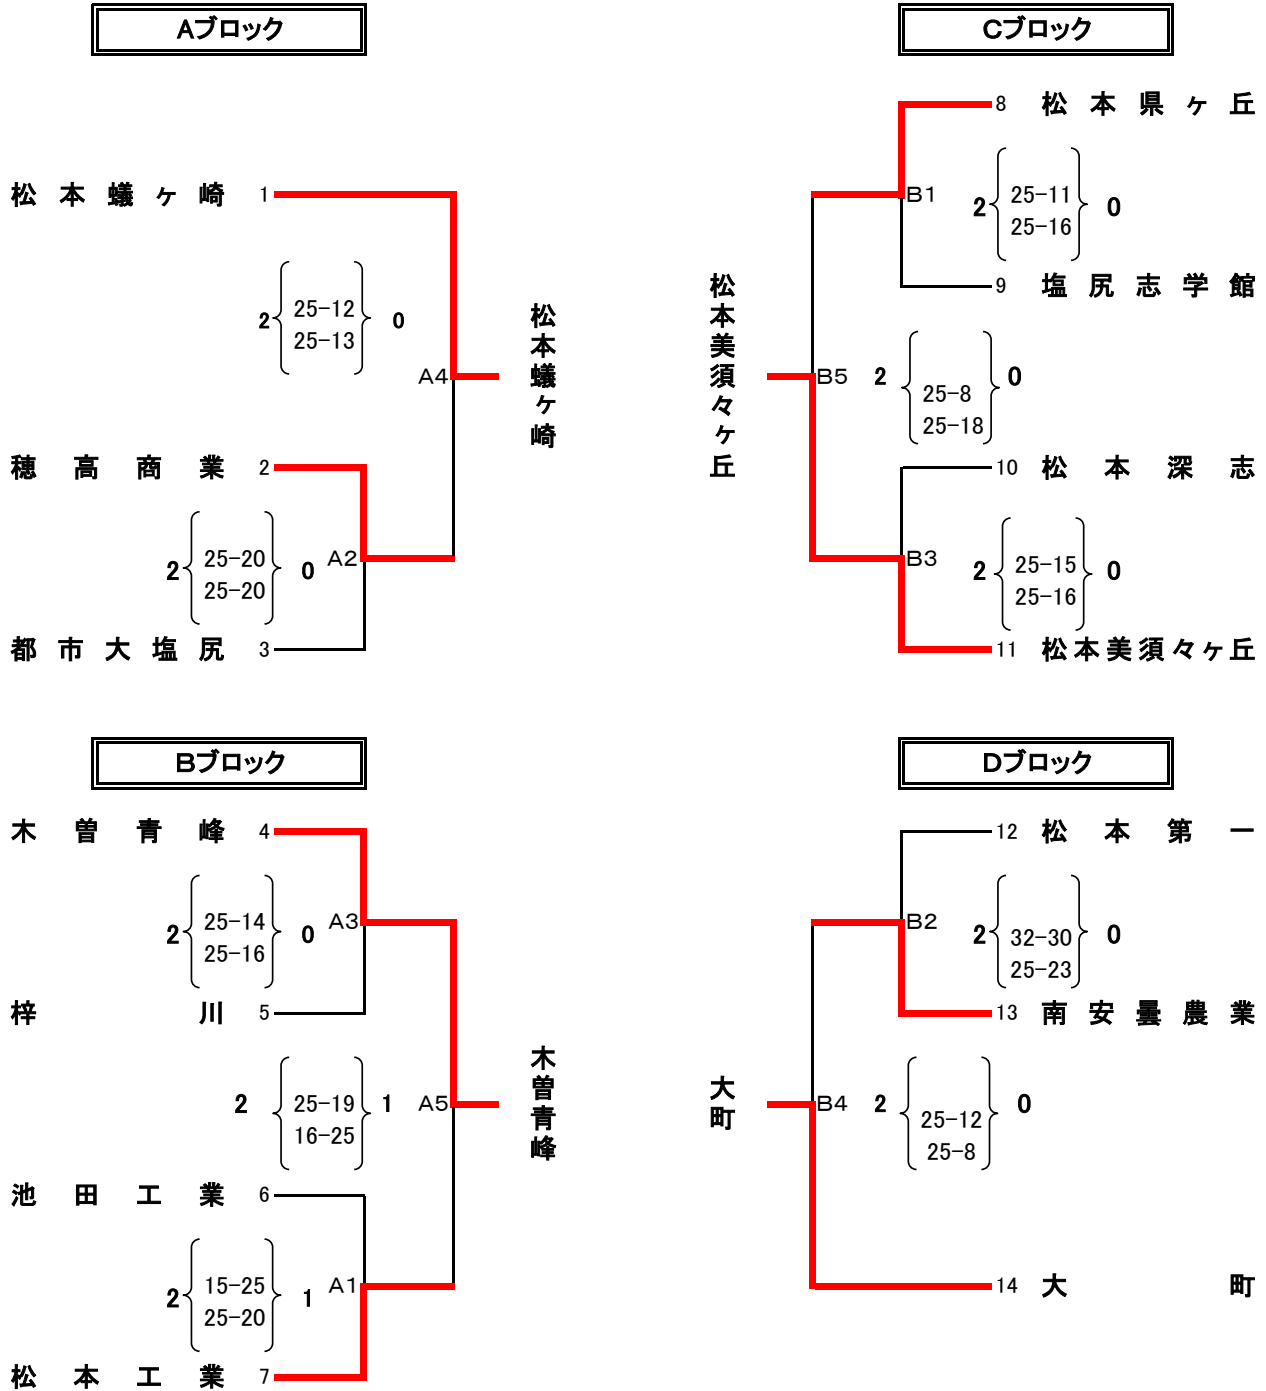 Aブロック
松本蟻ヶ崎 1
2 25-12 0
25-13
A4
松本蟻ヶ崎
穂高商業 2
2 25-20 0 A2
25-20
都市大塩尻 3
Bブロック
木曽青峰 4
2 25-14 0 A3
25-16
梓川 5
2 25-19 1 A5
16-25
木曽青峰
池田工業 6
2 15-25 1 A1
25-20
松本工業 7
Cブロック
8 松本県ヶ丘
B1 2 25-11 0
25-16
9 塩尻志学館
松本美須々ヶ丘
B5 2 25-8 0
25-18
10 松本深志
B3 2 25-15 0
25-16
11 松本美須々ヶ丘
Dブロック
12 松本第一
B2 2 32-30 0
25-23
13 南安曇農業
大町
B4 2 25-12 0
25-8
14 大町